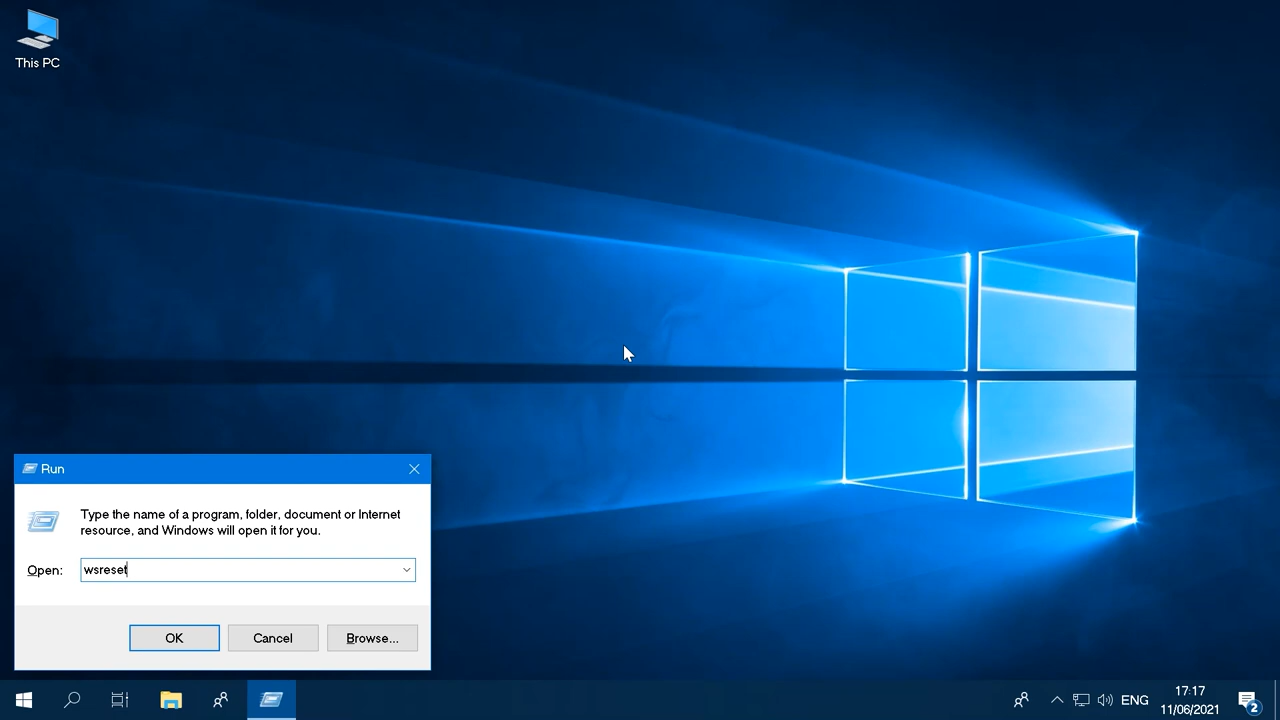 This PC
Run
Type the name of a program, folder, document or Internet
resource, and Windows will open it for you.
Open:
wsreset
OK
Cancel
Browse...
ENG
17:17
11/06/2021
2